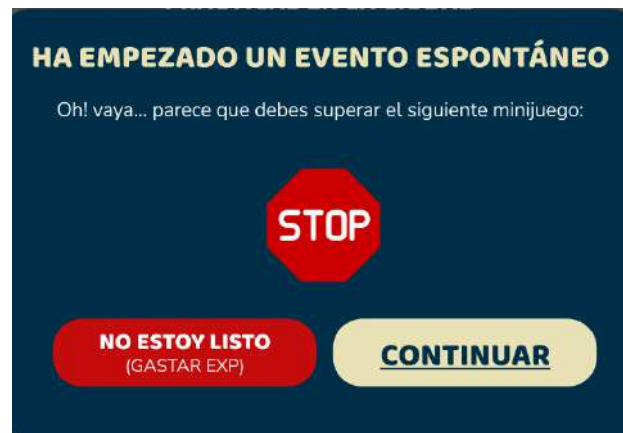 HA EMPEZADO UN EVENTO ESPONTÁNEO
Oh! vaya... parece que debes superar el siguiente minijuego:
STOP
NO ESTOY LISTO
(GASTAR EXP)
CONTINUAR